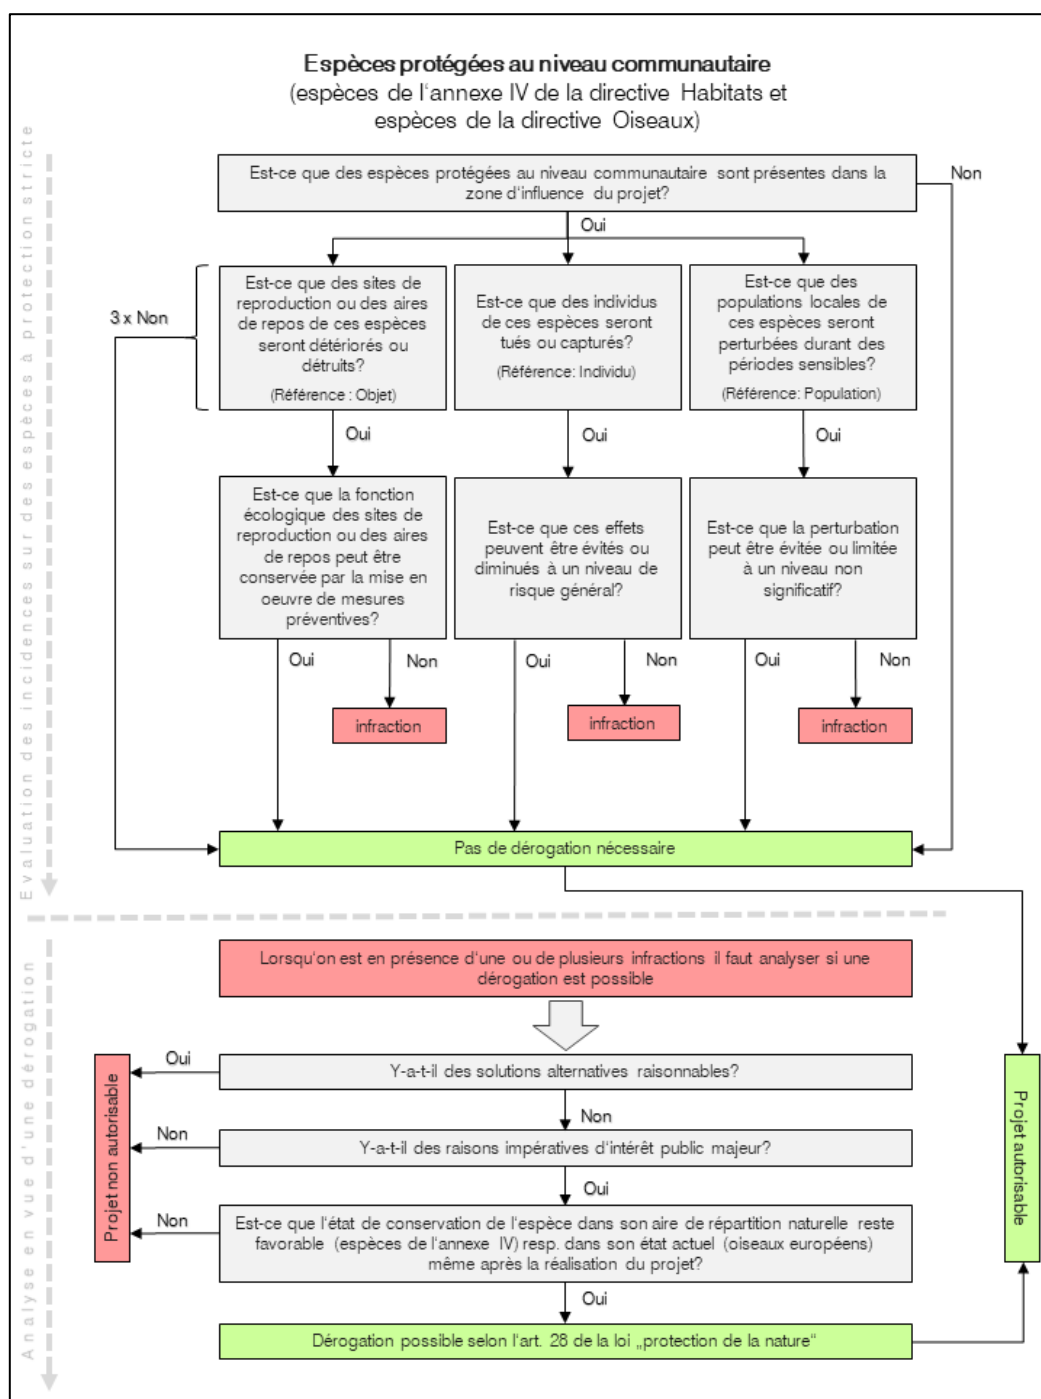 Espèces protégées au niveau communautaire
(espèces de l'annexe IV de la directive Habitats et
espèces de la directive Oiseaux)
Evaluation des incidences sur des espèces à protection stricte
Est-ce que des espèces protégées au niveau communautaire sont présentes dans la
zone d'influence du projet?
Non
Oui
3 x Non
Est-ce que des sites de
reproduction ou des aires
de repos de ces espèces
seront détériorés ou
détruits?
(Référence : Objet)
Est-ce que des individus
de ces espèces seront
tués ou capturés?
(Référence: Individu)
Est-ce que des
populations locales de
ces espèces seront
perturbées durant des
périodes sensibles?
(Référence: Population)
Oui
Oui
Oui
Est-ce que la fonction
écologique des sites de
reproduction ou des aires
de repos peut être
conservée par la mise en
oeuvre de mesures
préventives?
Est-ce que ces effets
peuvent être évités ou
diminués à un niveau de
risque général?
Est-ce que la perturbation
peut être évitée ou limitée
à un niveau non
significatif?
Oui
Non
Oui
Non
Oui
Non
infraction
infraction
infraction
Pas de dérogation nécessaire
Analyse en vue d'une dérogation
Lorsqu'on est en présence d'une ou de plusieurs infractions il faut analyser si une
dérogation est possible
Oui
Y-a-t-il des solutions alternatives raisonnables?
Non
Non
Y-a-t-il des raisons impératives d'intérêt public majeur?
Oui
Non
Est-ce que l'état de conservation de l'espèce dans son aire de répartition naturelle reste
favorable (espèces de l'annexe IV) resp. dans son état actuel (oiseaux européens)
même après la réalisation du projet?
Oui
Dérogation possible selon l'art. 28 de la loi „protection de la nature“
Projet non autorisable
Projet autorisable